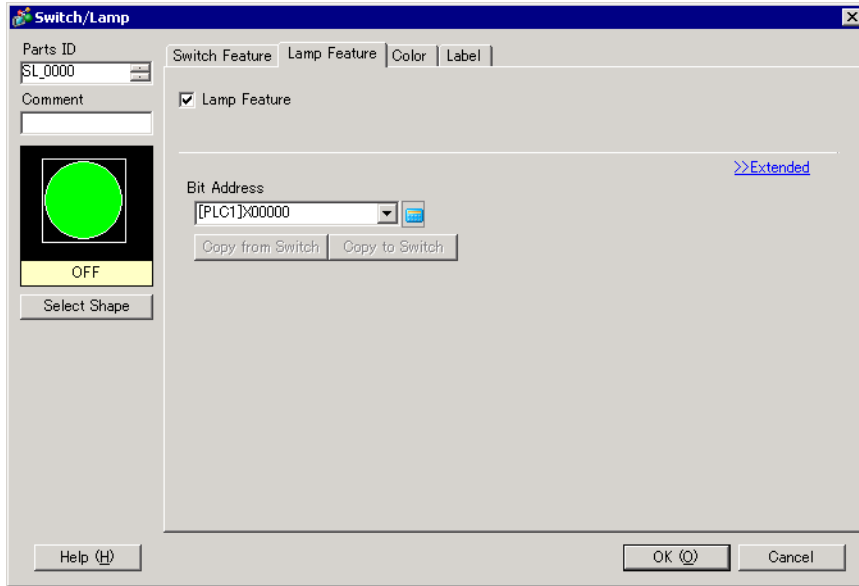 Switch/Lamp
Parts ID
SL_0000
Comment
OFF
Select Shape
Switch Feature Lamp Feature Color Label
Lamp Feature
>>Extended
Bit Address
[PLC1]X00000
Copy from Switch Copy to Switch
Help (H) OK (O) Cancel